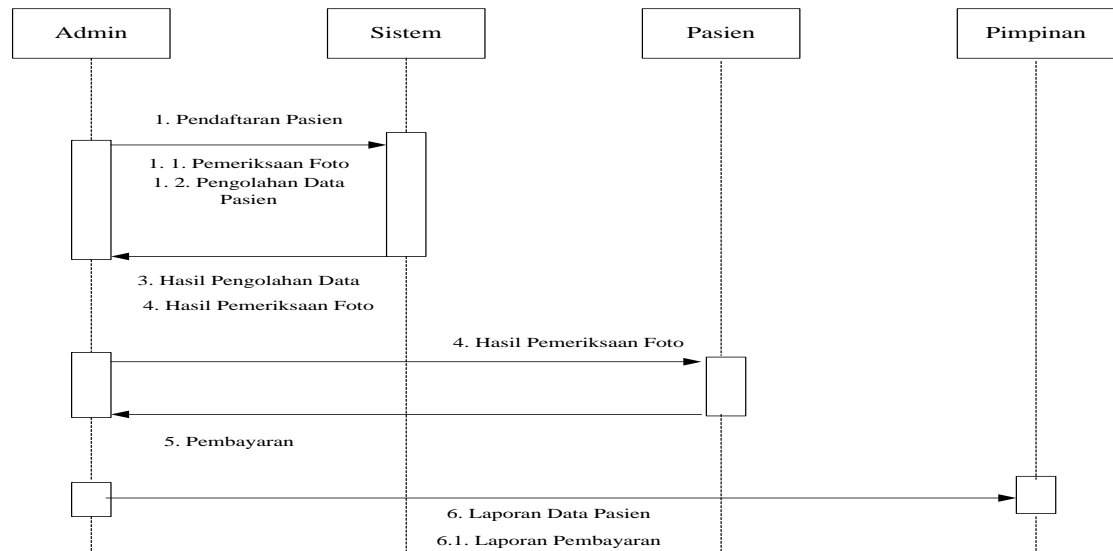 Admin
Sistem
Pasien
Pimpinan
1. Pendaftaran Pasien
1. 1. Pemeriksaan Foto
1. 2. Pengolahan Data
Pasien
3. Hasil Pengolahan Data
4. Hasil Pemeriksaan Foto
4. Hasil Pemeriksaan Foto
5. Pembayaran
6. Laporan Data Pasien
6.1. Laporan Pembayaran